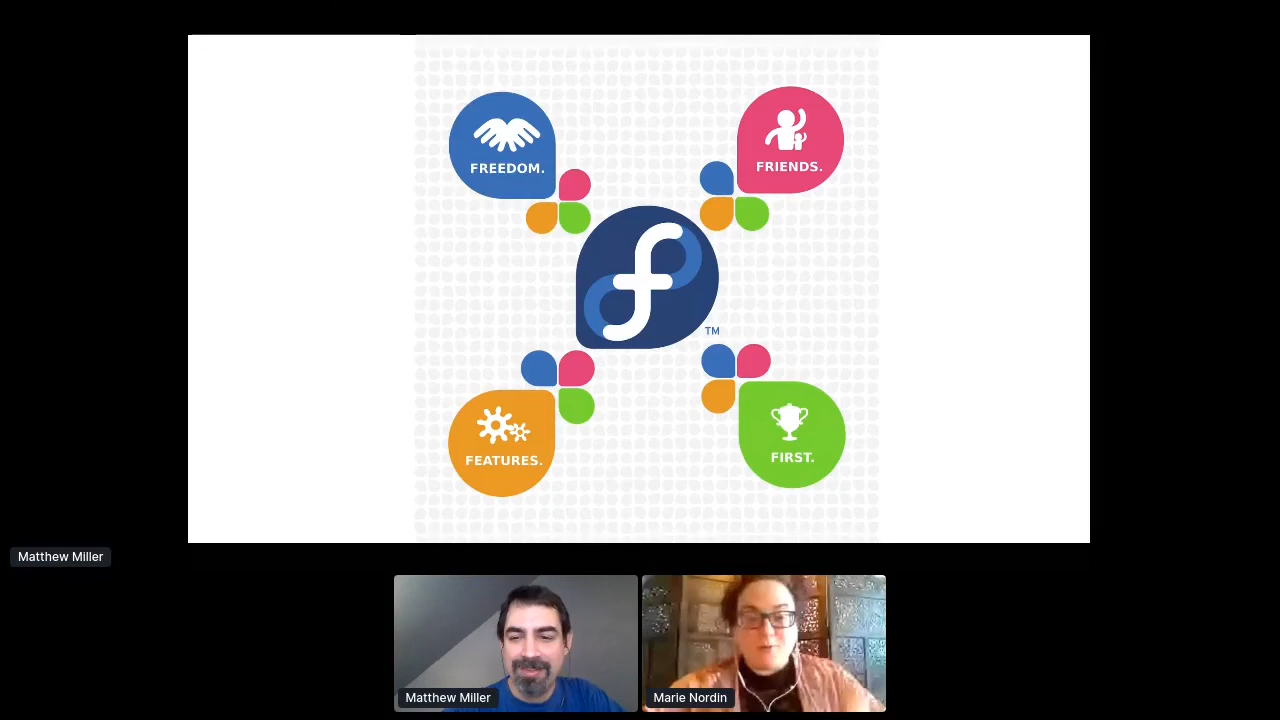 FREEDOM.
FRIENDS.
TM
FEATURES.
FIRST.
Matthew Miller
Matthew Miller
Marie Nordin